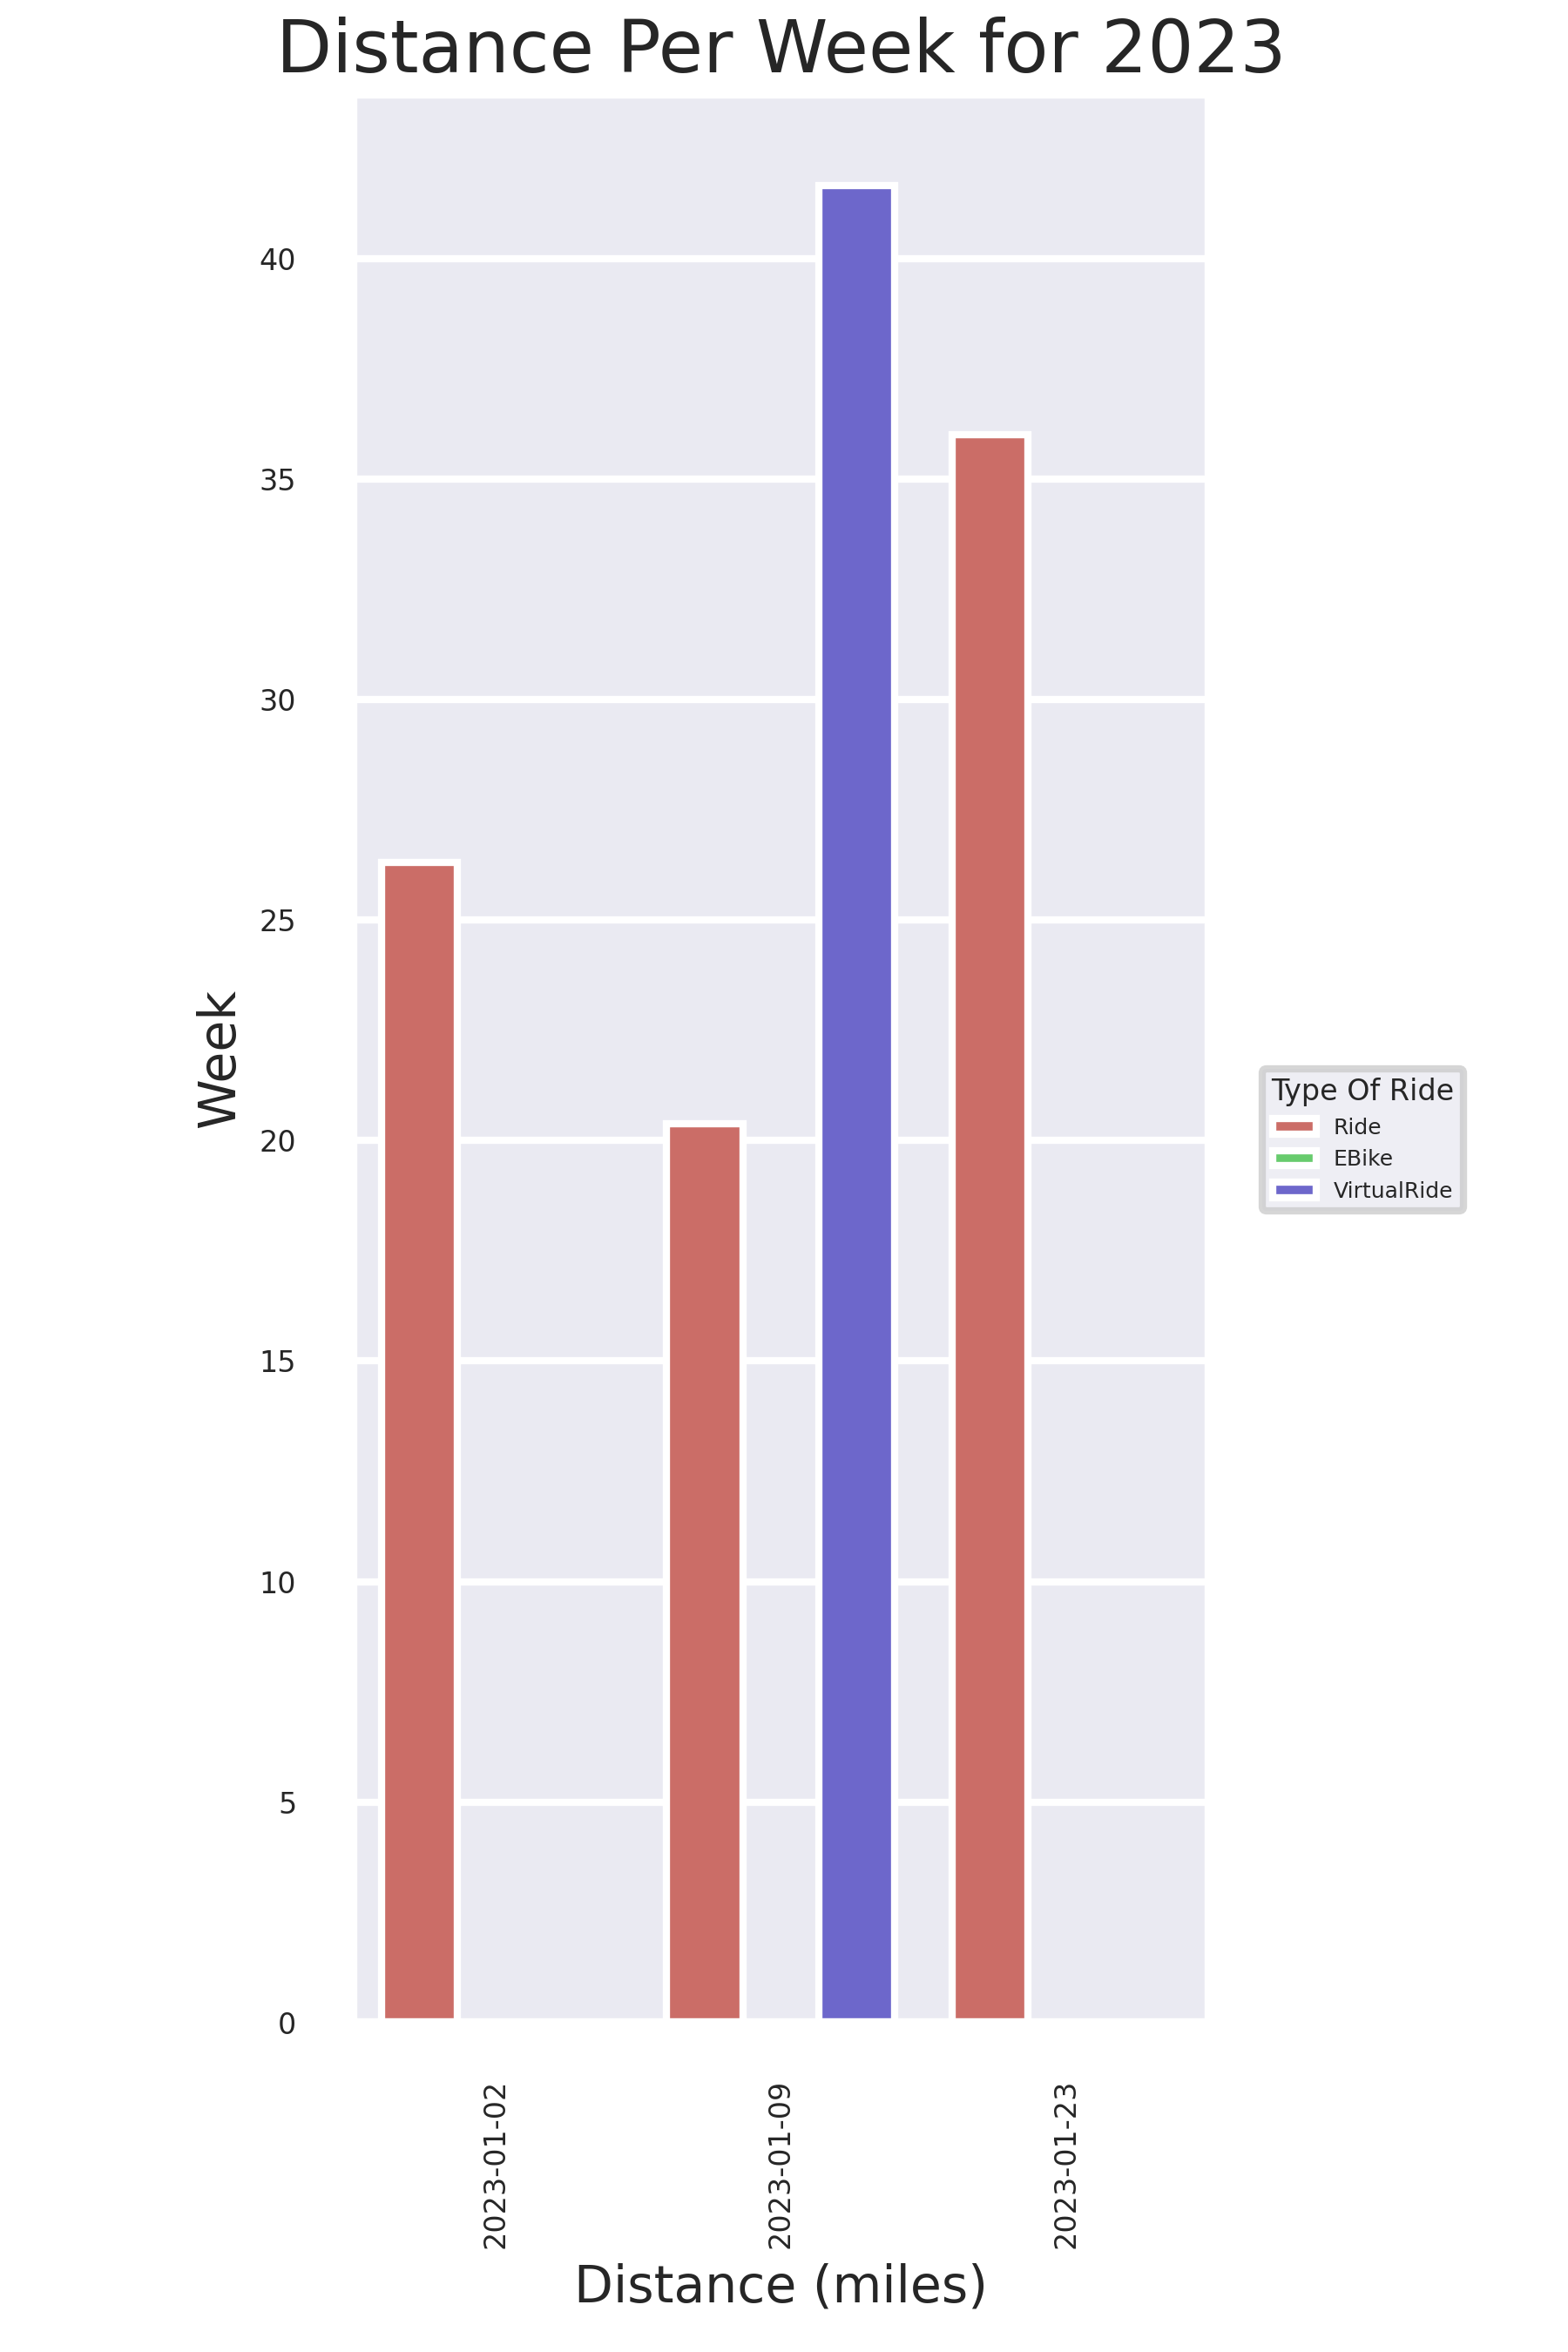 Distance Per Week for 2023
40
35
30
25
20
15
10
5
0
Week
Type Of Ride
Ride
EBike
VirtualRide
2023-01-02
2023-01-09
2023-01-23
Distance (miles)